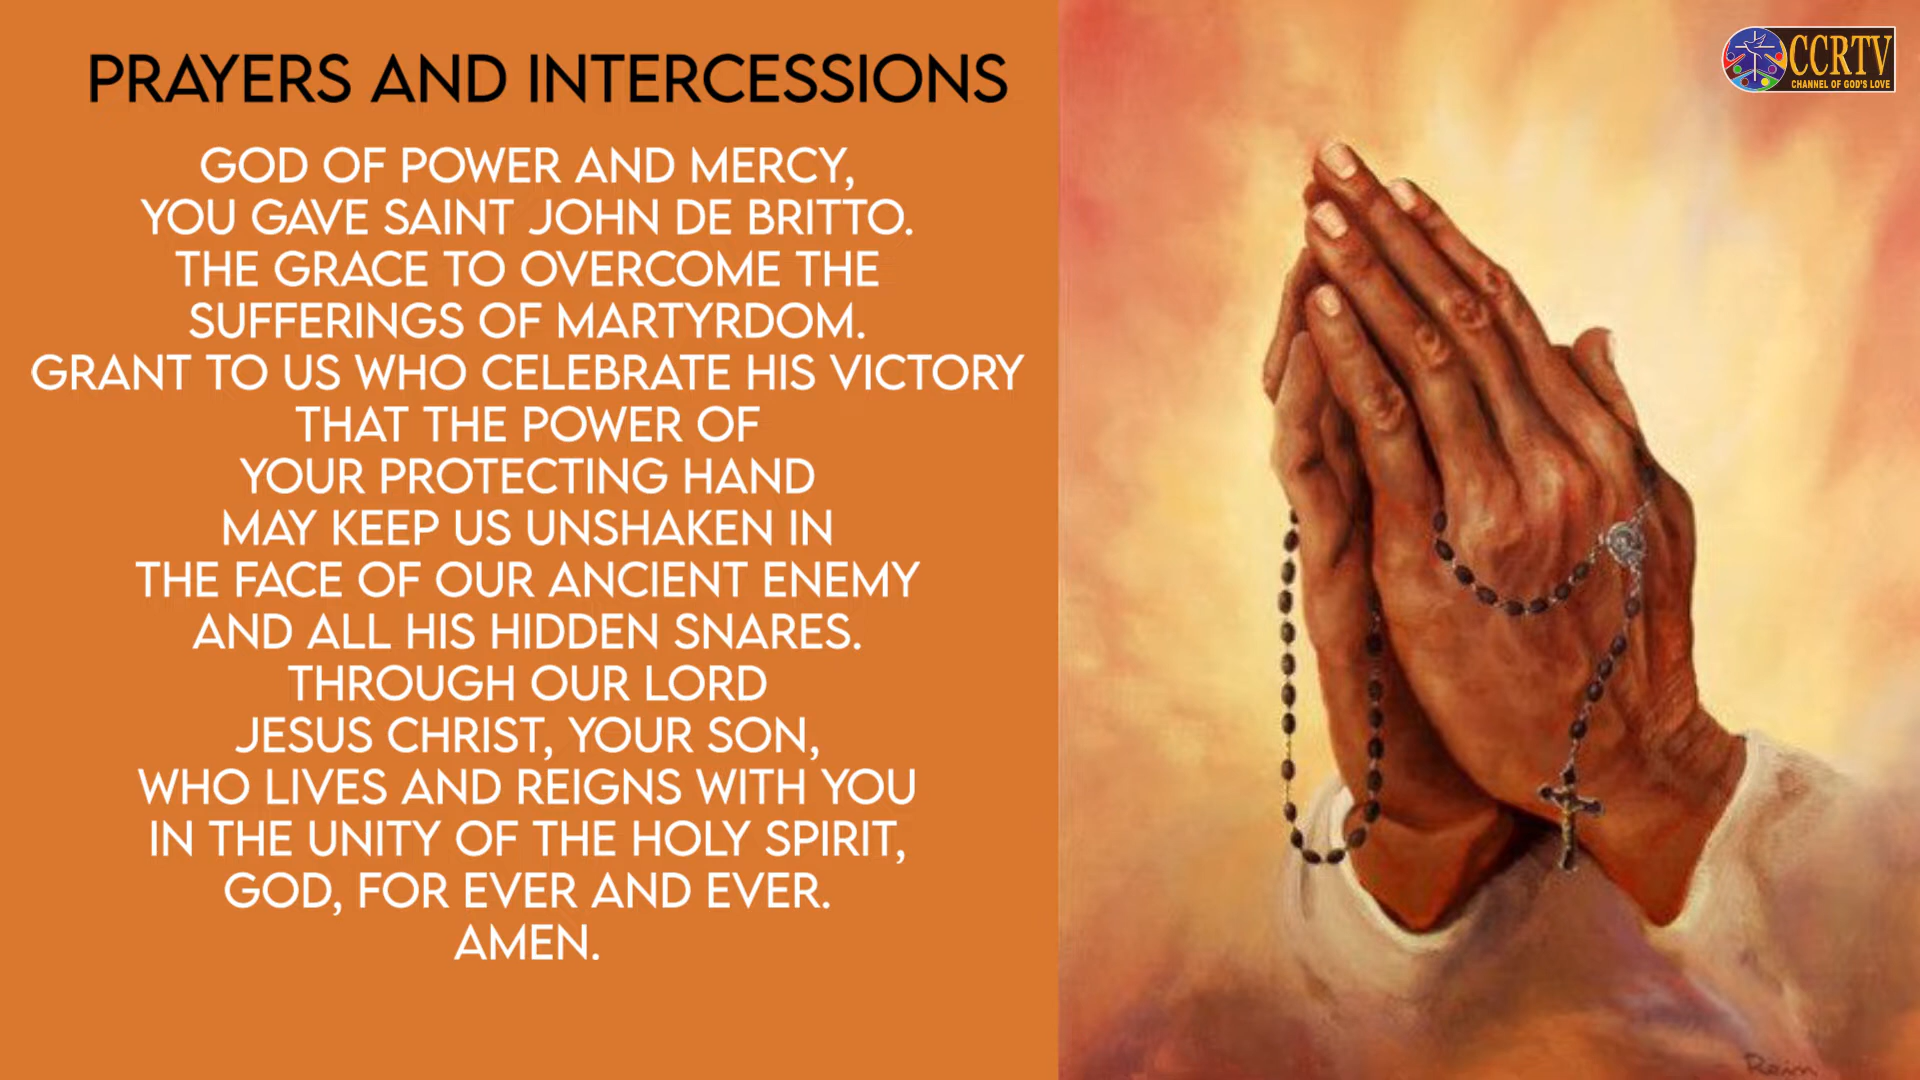 PRAYERS AND INTERCESSIONS
GOD OF POWER AND MERCY,
YOU GAVE SAINT JOHN DE BRITTO.
THE GRACE TO OVERCOME THE
SUFFERINGS OF MARTYRDOM.
GRANT TO US WHO CELEBRATE HIS VICTORY
THAT THE POWER OF
YOUR PROTECTING HAND
MAY KEEP US UNSHAKEN IN
THE FACE OF OUR ANCIENT ENEMY
AND ALL HIS HIDDEN SNARES.
THROUGH OUR LORD
JESUS CHRIST, YOUR SON,
WHO LIVES AND REIGNS WITH YOU
IN THE UNITY OF THE HOLY SPIRIT,
GOD, FOR EVER AND EVER.
AMEN.
CCRTV
CHANNEL OF GOD'S LOVE